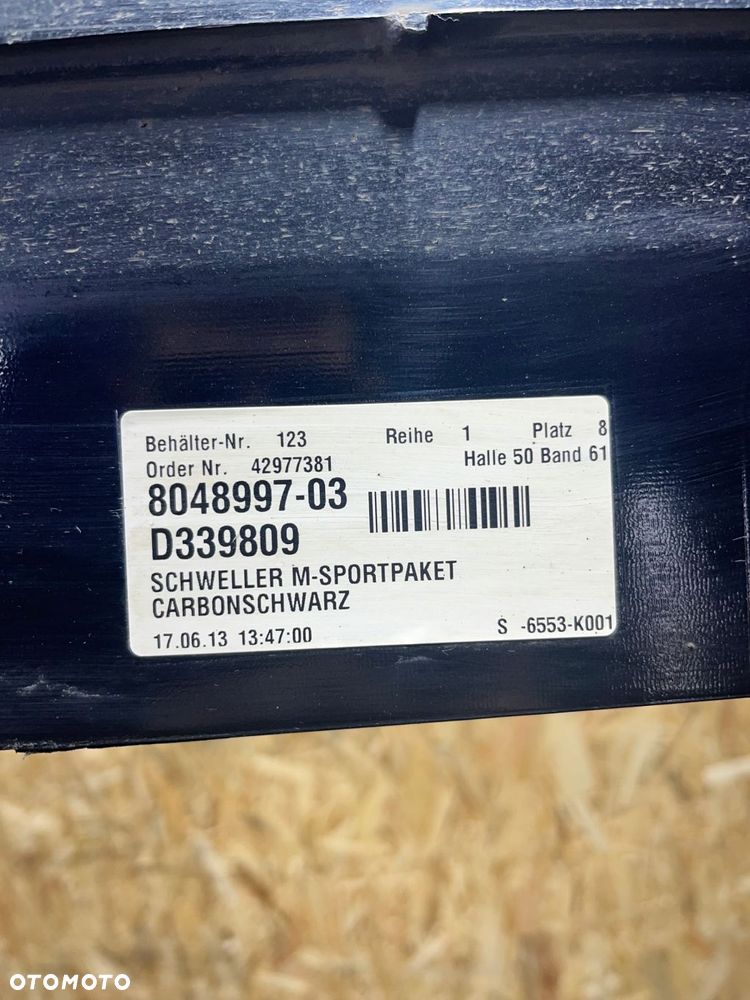 Behälter-Nr. 123 Reihe 1 Platz 8
Order Nr. 42977381 Halle 50 Band 61
8048997-03
D339809
SCHWELLER M-SPORTPAKET
CARBONSCHWARZ
17.06.13 13:47:00 S -6553-K001
OTOMOTO